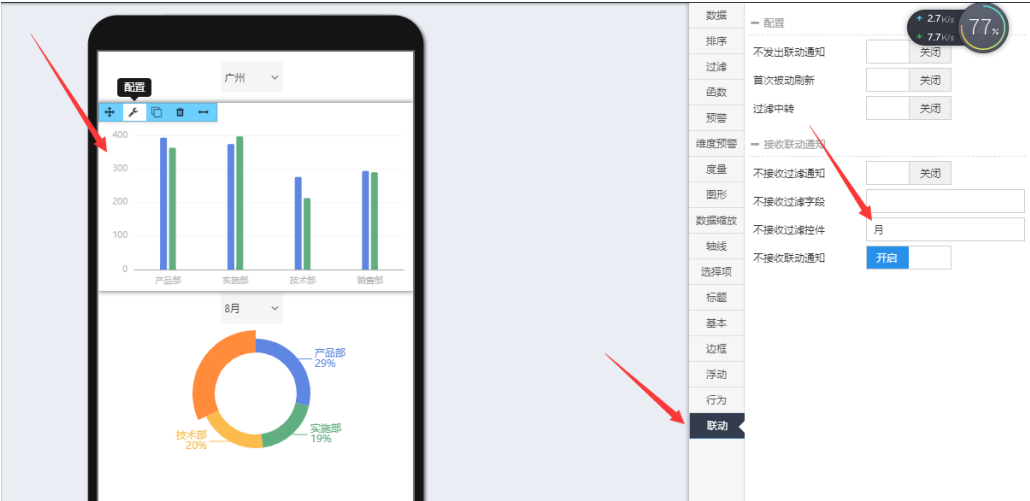 广州
配置
400
300
200
100
0
产品部 实施部 技术部 销售部
8月
产品部
29%
实施部
19%
技术部
20%
数据
排序
过滤
函数
预警
维度预警
度量
图形
数据缩放
轴线
选择项
标题
基本
边框
浮动
行为
联动
配置
不发出联动通知 关闭
首次被动刷新 关闭
过滤中转 关闭
接收联动通知
不接收过滤通知 关闭
不接收过滤字段
不接收过滤控件 月
不接收联动通知 开启
2.7K/s
7.7K/s
77%